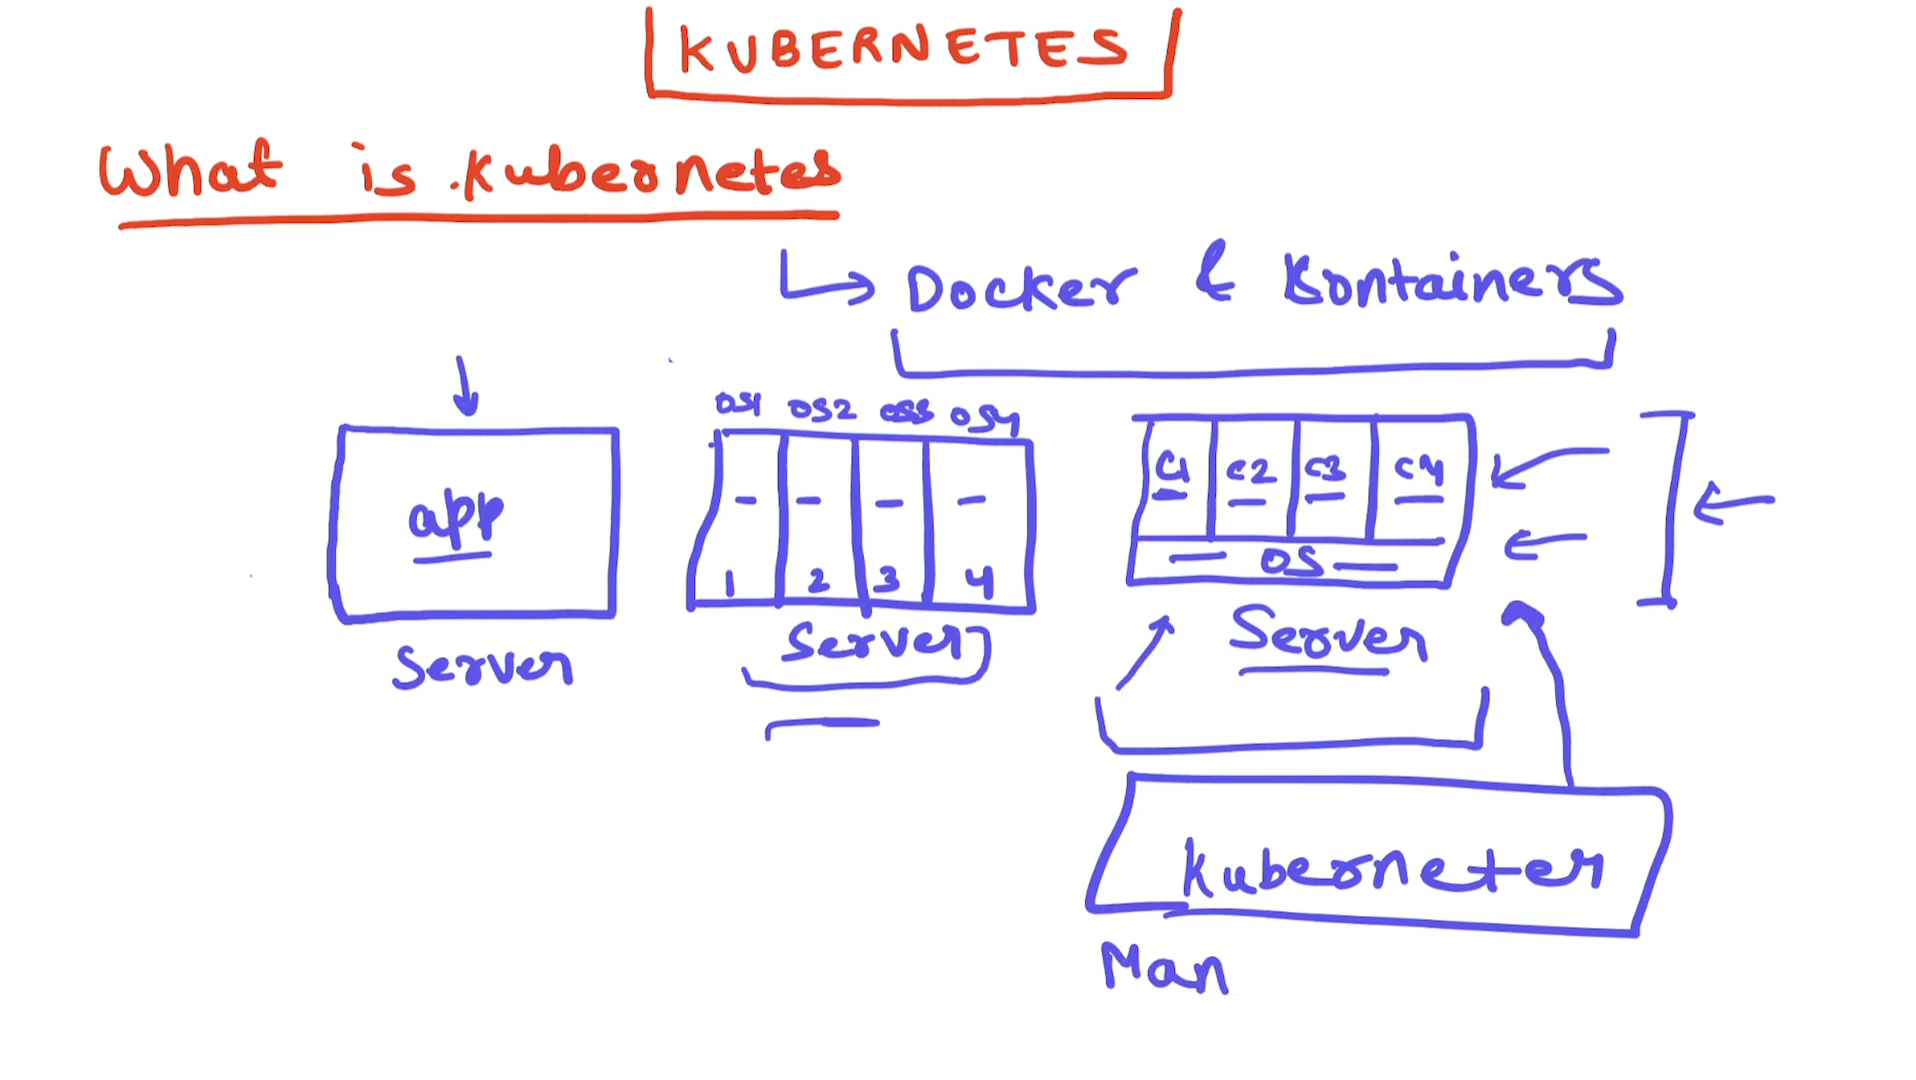 KUBERNETES
What is Kubernetes
Docker & Kontainers
OS1 OS2 OS3 OS4
app
1 2 3 4
Server
Server
C1 C2 C3 C4
OS
Server
Kubernetes
Man